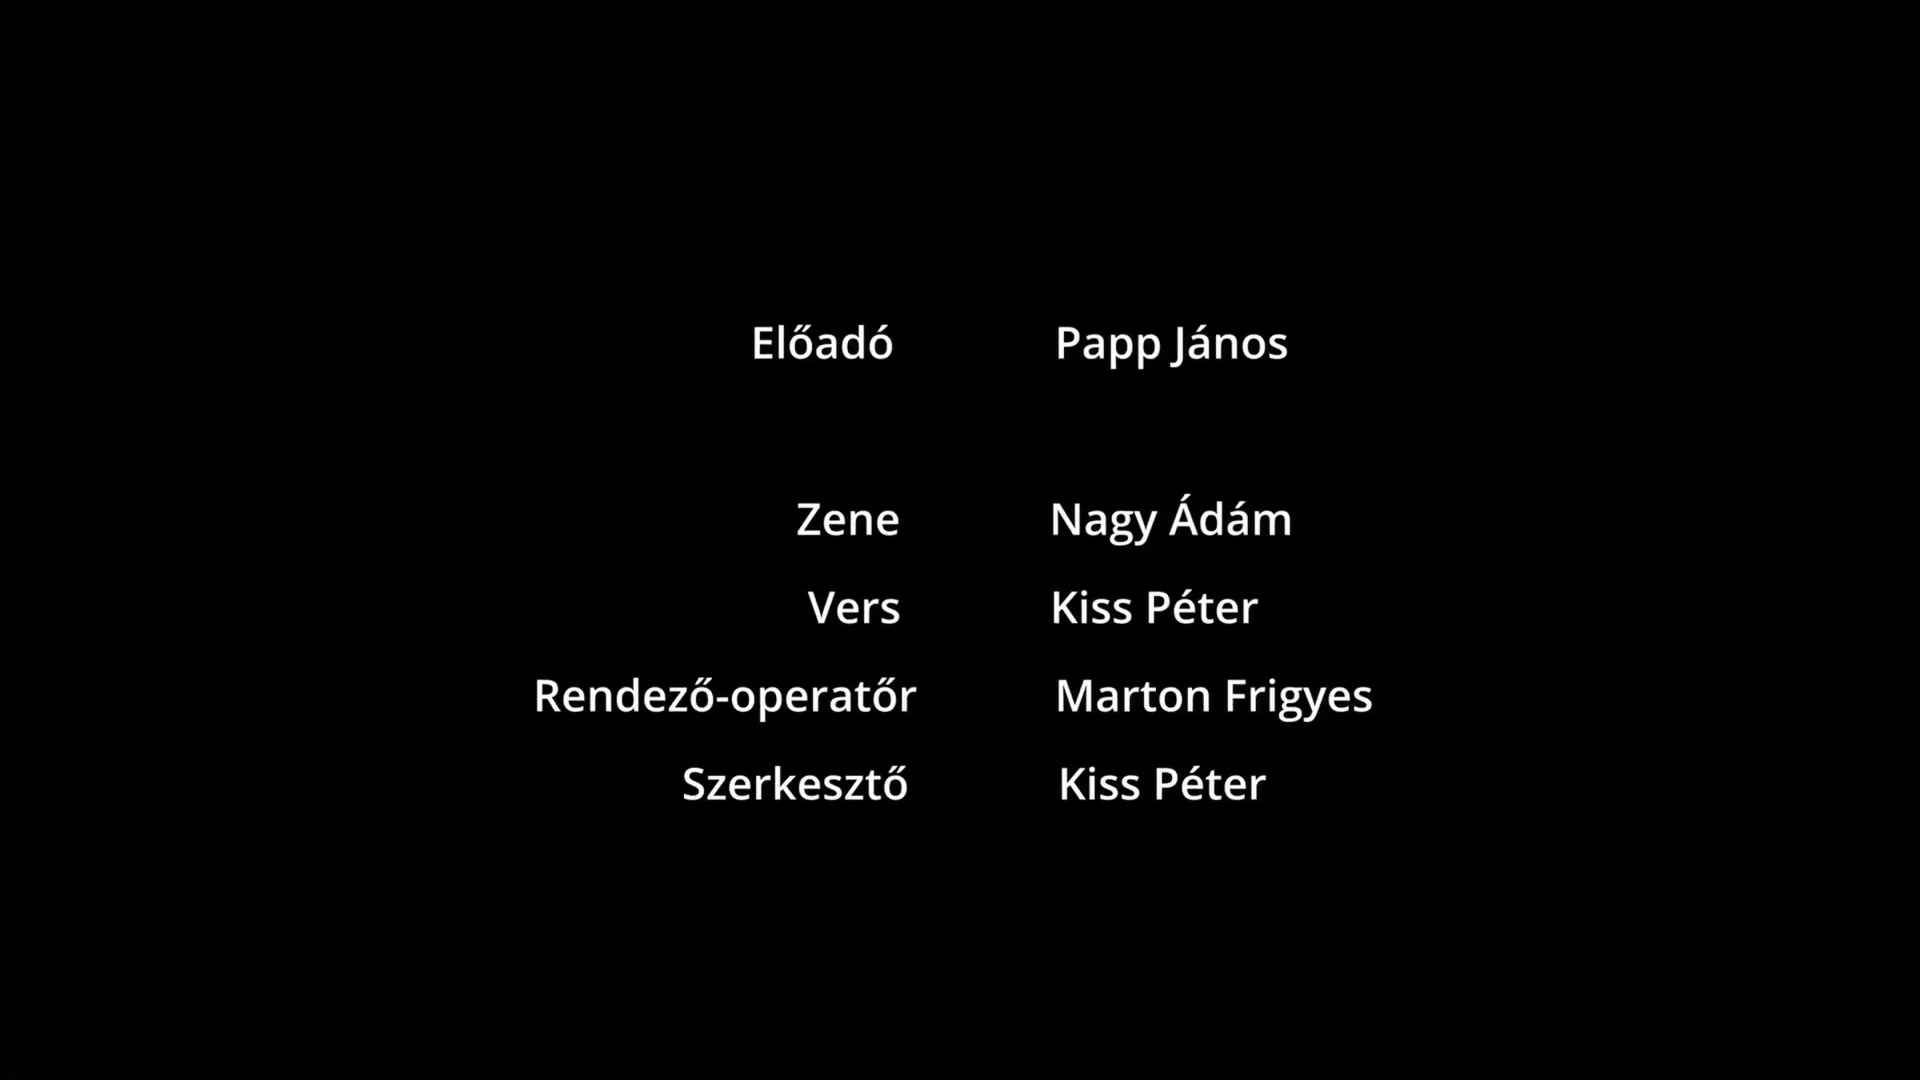 Előadó Papp János
Zene Nagy Ádám
Vers Kiss Péter
Rendező-operatőr Marton Frigyes
Szerkesztő Kiss Péter